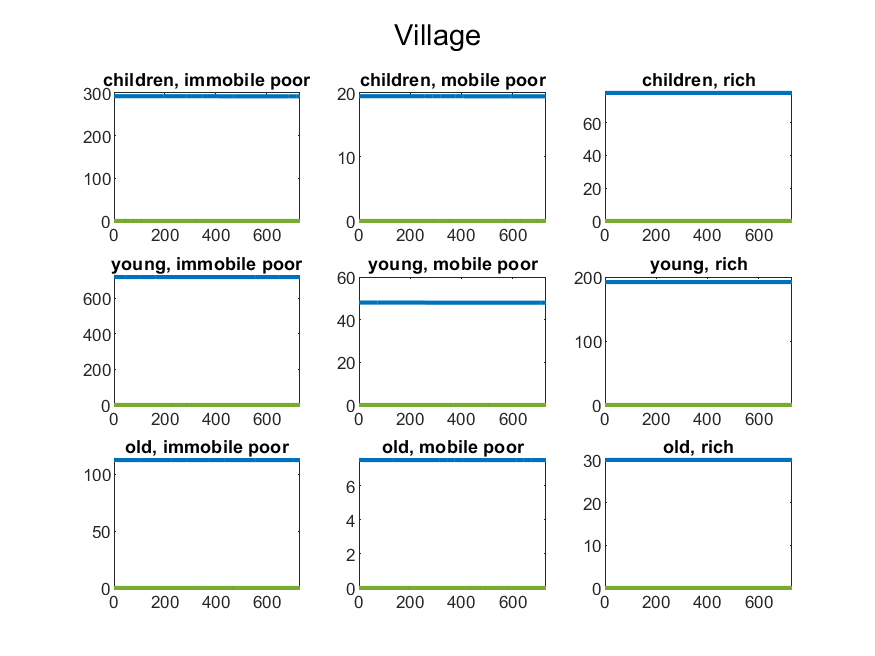 Village
children, immobile poor
children, mobile poor
children, rich
300
200
100
0
0 200 400 600
20
10
0
0 200 400 600
60
40
20
0
0 200 400 600
young, immobile poor
young, mobile poor
young, rich
600
400
200
0
0 200 400 600
60
40
20
0
0 200 400 600
200
100
0
0 200 400 600
old, immobile poor
old, mobile poor
old, rich
100
50
0
0 200 400 600
6
4
2
0
0 200 400 600
30
20
10
0
0 200 400 600